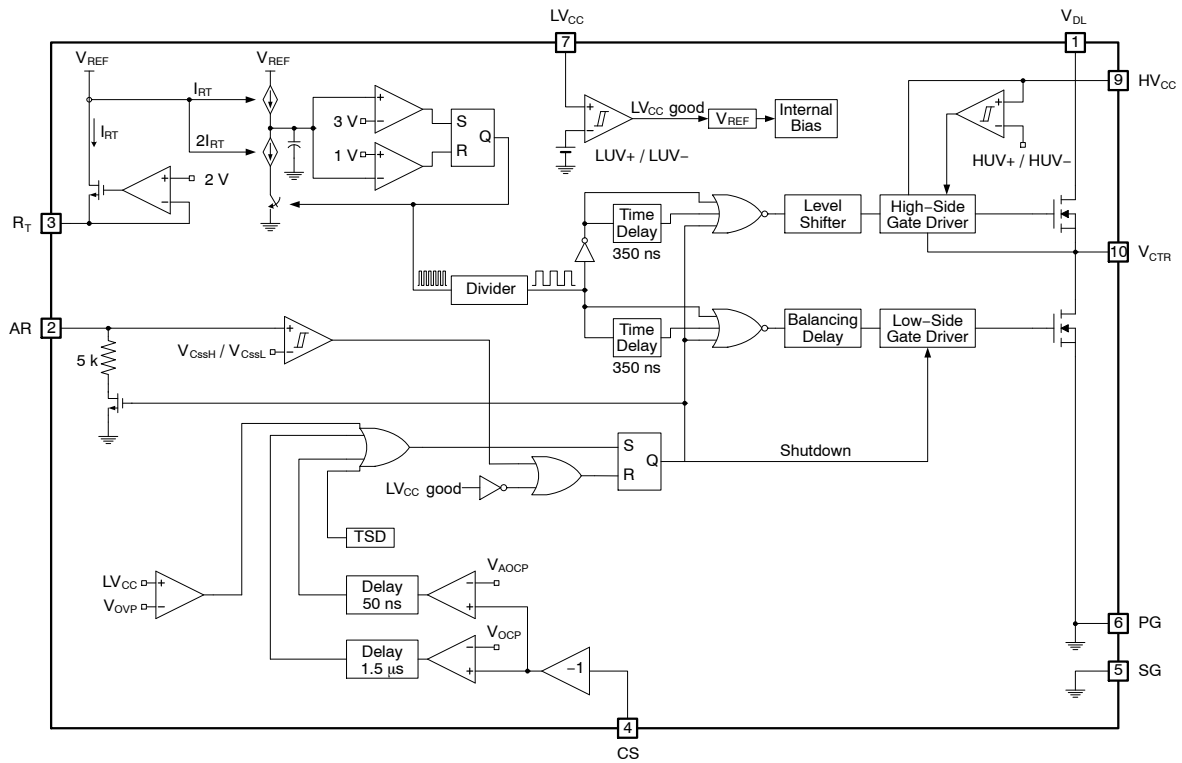 LVCC
VDL
7
1
VREF
VREF
9
HVCC
IRT
IRT
2IRT
+
−
3 V
1 V
+
−
S
Q
R
+
−
LVCC good
VREF
Internal
Bias
LUV+ / LUV−
+
−
HUV+ / HUV−
+
−
2 V
RT
3
Time
Delay
350 ns
Level
Shifter
High−Side
Gate Driver
10
VCTR
Divider
AR
2
+
−
VCssH / VCssL
5 k
Time
Delay
350 ns
Balancing
Delay
Low−Side
Gate Driver
S
Q
R
Shutdown
LVCC good
TSD
LVCC
+
VOVP
−
Delay
50 ns
−
+
VAOCP
Delay
1.5 μs
−
+
VOCP
−1
6
PG
5
SG
4
CS